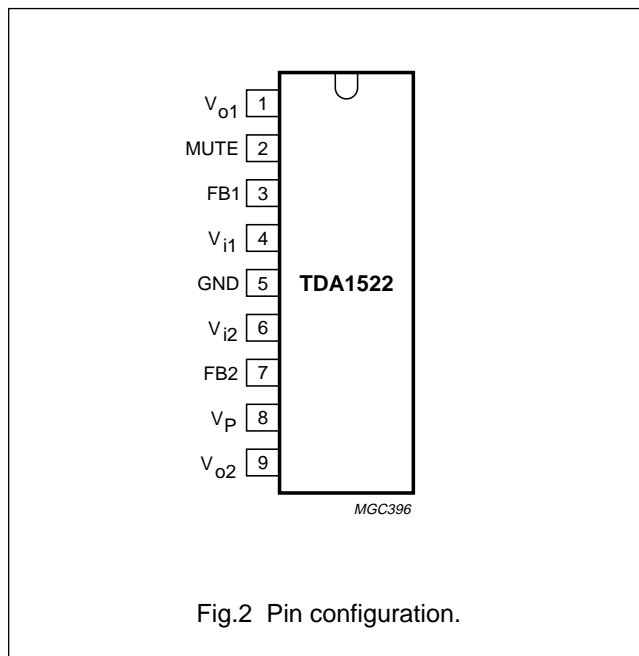 V_o1 1
MUTE 2
FB1 3
V_i1 4
GND 5 TDA1522
V_i2 6
FB2 7
V_P 8
V_o2 9
MGC396
Fig.2 Pin configuration.